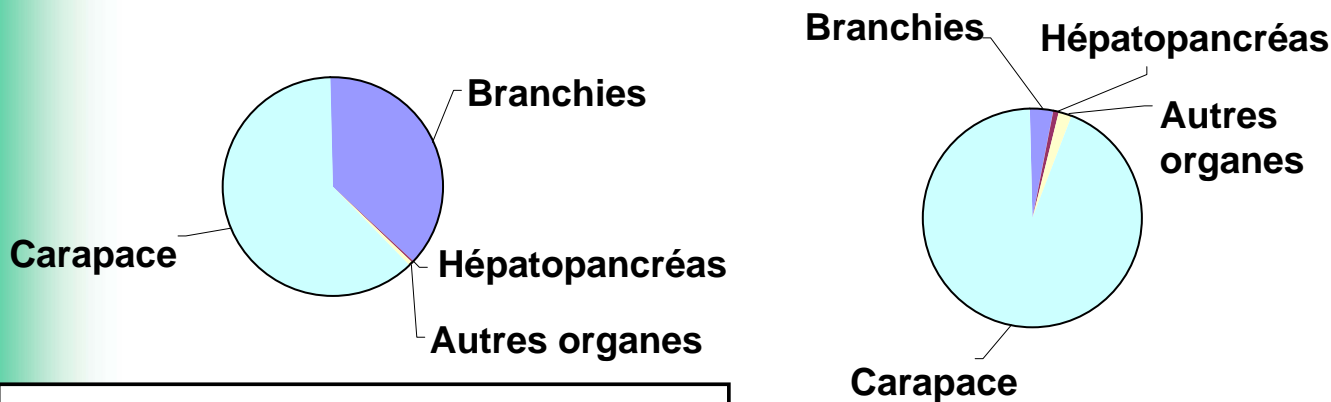 Branchies
Carapace
Hépatopancréas
Autres organes
Branchies
Hépatopancréas
Autres
organes
Carapace